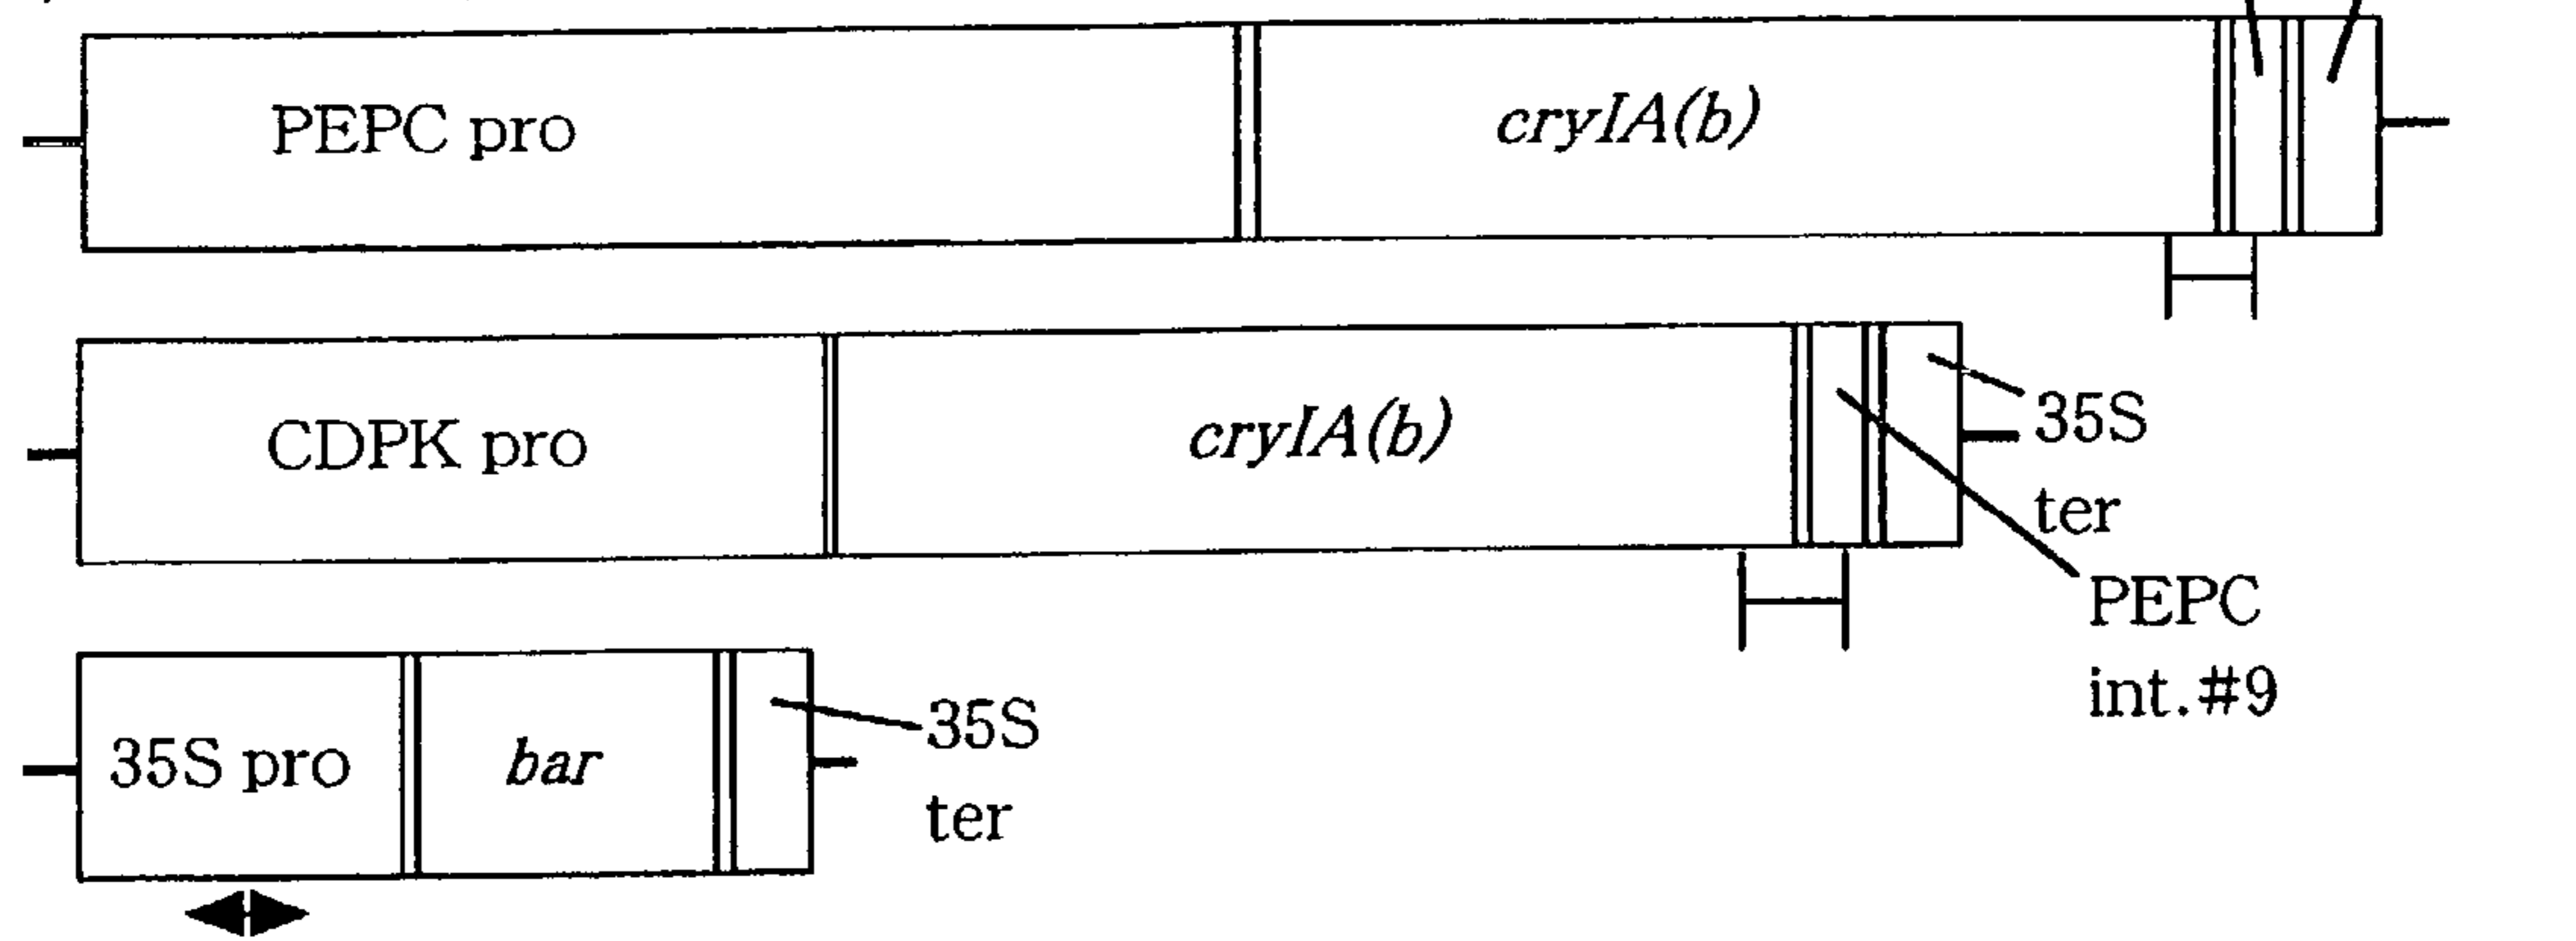 PEPC pro
cryIA(b)
CDPK pro
cryIA(b)
35S
ter
PEPC
int.#9
35S pro
bar
35S
ter